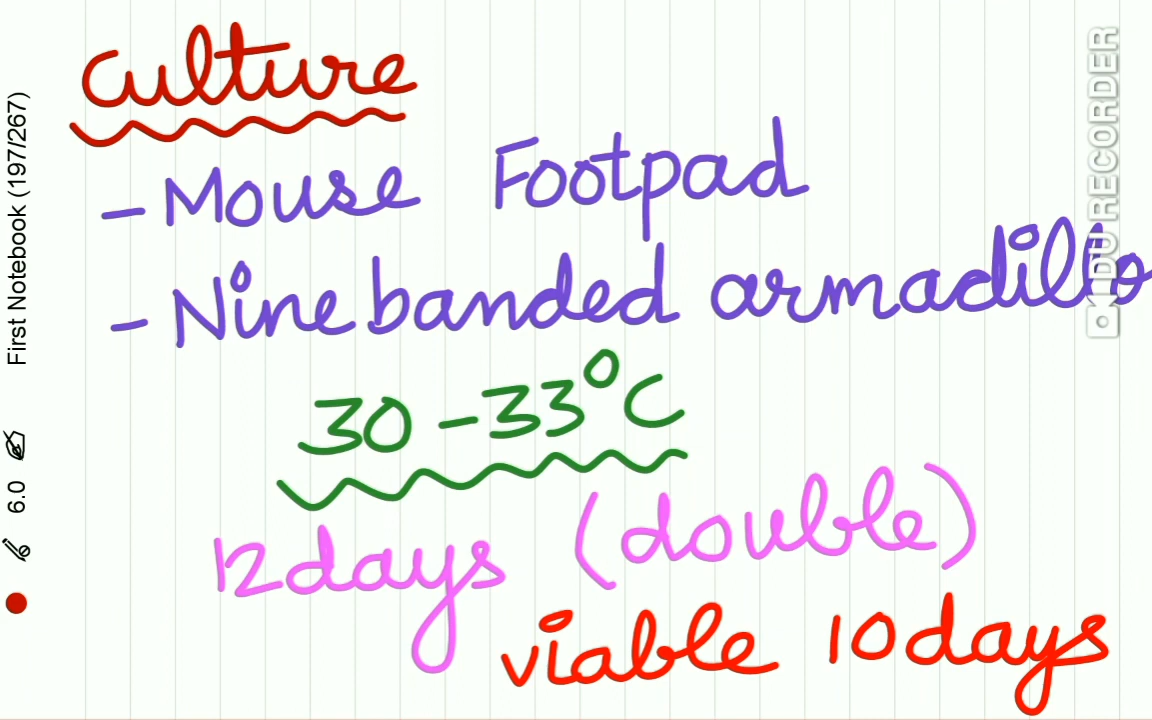 Culture
- Mouse Footpad
- Nine banded armadillo
30-33°C
12days (double)
viable 10days
First Notebook (197/267)
6.0
DU RECORDER